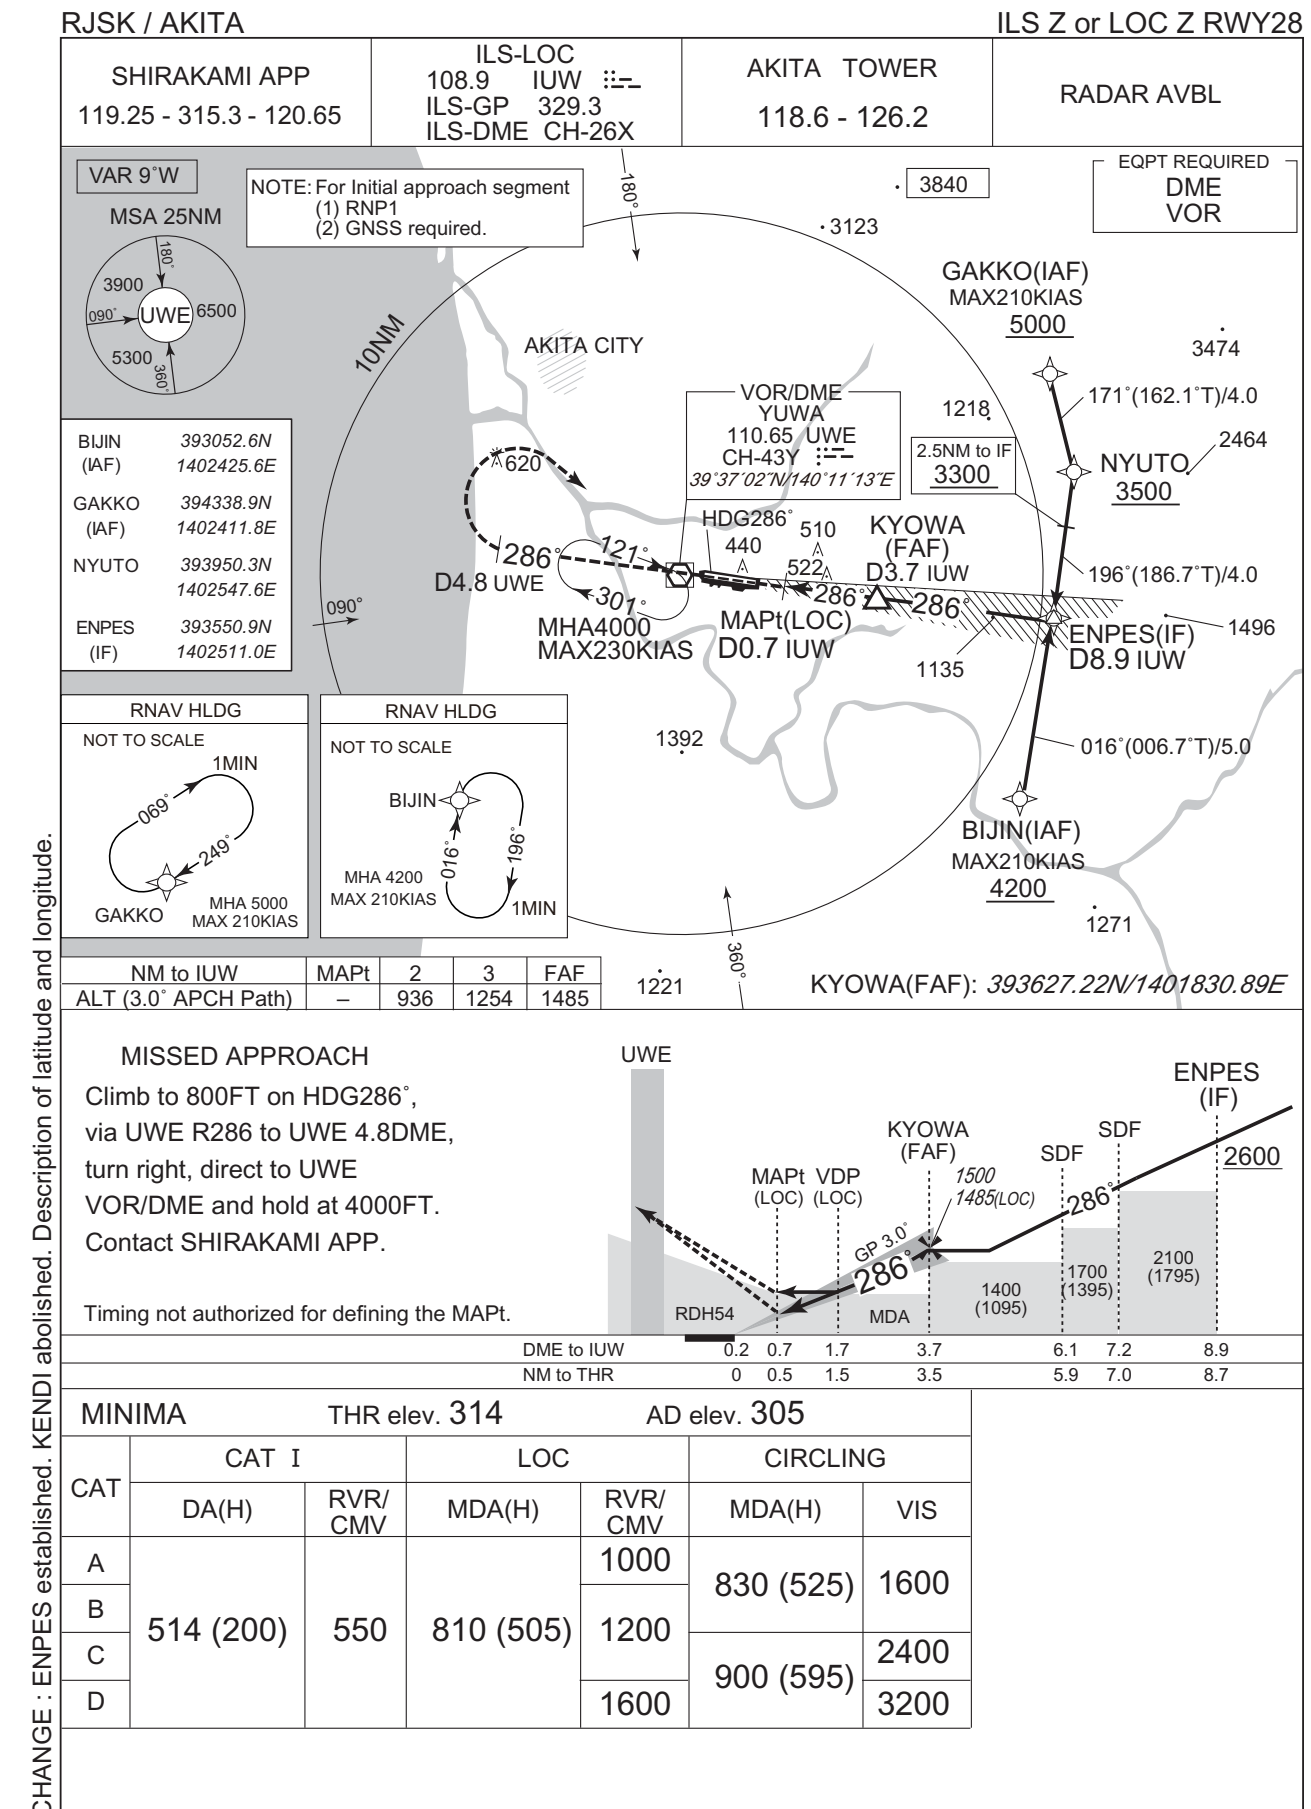 RJSK / AKITA
ILS Z or LOC Z RWY28
SHIRAKAMI APP
119.25 - 315.3 - 120.65
ILS-LOC
108.9 IUW
ILS-GP 329.3
ILS-DME CH-26X
AKITA TOWER
118.6 - 126.2
RADAR AVBL
VAR 9°W
MSA 25NM
180°
3900
090°
UWE
6500
5300
360°
NOTE: For Initial approach segment
(1) RNP1
(2) GNSS required.
180°
3840
3123
EQPT REQUIRED
DME
VOR
GAKKO(IAF)
MAX210KIAS
5000
3474
10NM
AKITA CITY
171°(162.1°T)/4.0
VOR/DME
YUWA
110.65 UWE
CH-43Y
39°37′02″N/140°11′13″E
1218
2.5NM to IF
3300
2464
NYUTO
3500
BIJIN 393052.6N
(IAF) 1402425.6E
GAKKO 394338.9N
(IAF) 1402411.8E
NYUTO 393950.3N
1402547.6E
ENPES 393550.9N
(IF) 1402511.0E
620
HDG286°
510
440
522
KYOWA
(FAF)
D3.7 IUW
286°
121°
D4.8 UWE
301°
286°
286°
196°(186.7°T)/4.0
090°
MHA4000
MAX230KIAS
MAPt(LOC)
D0.7 IUW
1135
ENPES(IF)
D8.9 IUW
1496
RNAV HLDG
NOT TO SCALE
1MIN
069°
249°
GAKKO
MHA 5000
MAX 210KIAS
RNAV HLDG
NOT TO SCALE
BIJIN
016°
196°
MHA 4200
MAX 210KIAS
1MIN
1392
016°(006.7°T)/5.0
BIJIN(IAF)
MAX210KIAS
4200
1271
360°
1221
NM to IUW MAPt 2 3 FAF
ALT (3.0° APCH Path) – 936 1254 1485
KYOWA(FAF): 393627.22N/1401830.89E
MISSED APPROACH
Climb to 800FT on HDG286°,
via UWE R286 to UWE 4.8DME,
turn right, direct to UWE
VOR/DME and hold at 4000FT.
Contact SHIRAKAMI APP.
Timing not authorized for defining the MAPt.
UWE
ENPES
(IF)
2600
SDF
SDF
KYOWA
(FAF)
1500
1485(LOC)
MAPt
(LOC)
VDP
(LOC)
GP 3.0°
286°
286°
RDH54
MDA
1400
(1095)
1700
(1395)
2100
(1795)
DME to IUW 0.2 0.7 1.7 3.7 6.1 7.2 8.9
NM to THR 0 0.5 1.5 3.5 5.9 7.0 8.7
MINIMA THR elev. 314 AD elev. 305
CAT CAT I LOC CIRCLING
DA(H) RVR/CMV MDA(H) RVR/CMV MDA(H) VIS
A 514 (200) 550 810 (505) 1000 830 (525) 1600
B 1200
C 900 (595) 2400
D 1600 3200
CHANGE : ENPES established. KENDI abolished. Description of latitude and longitude.